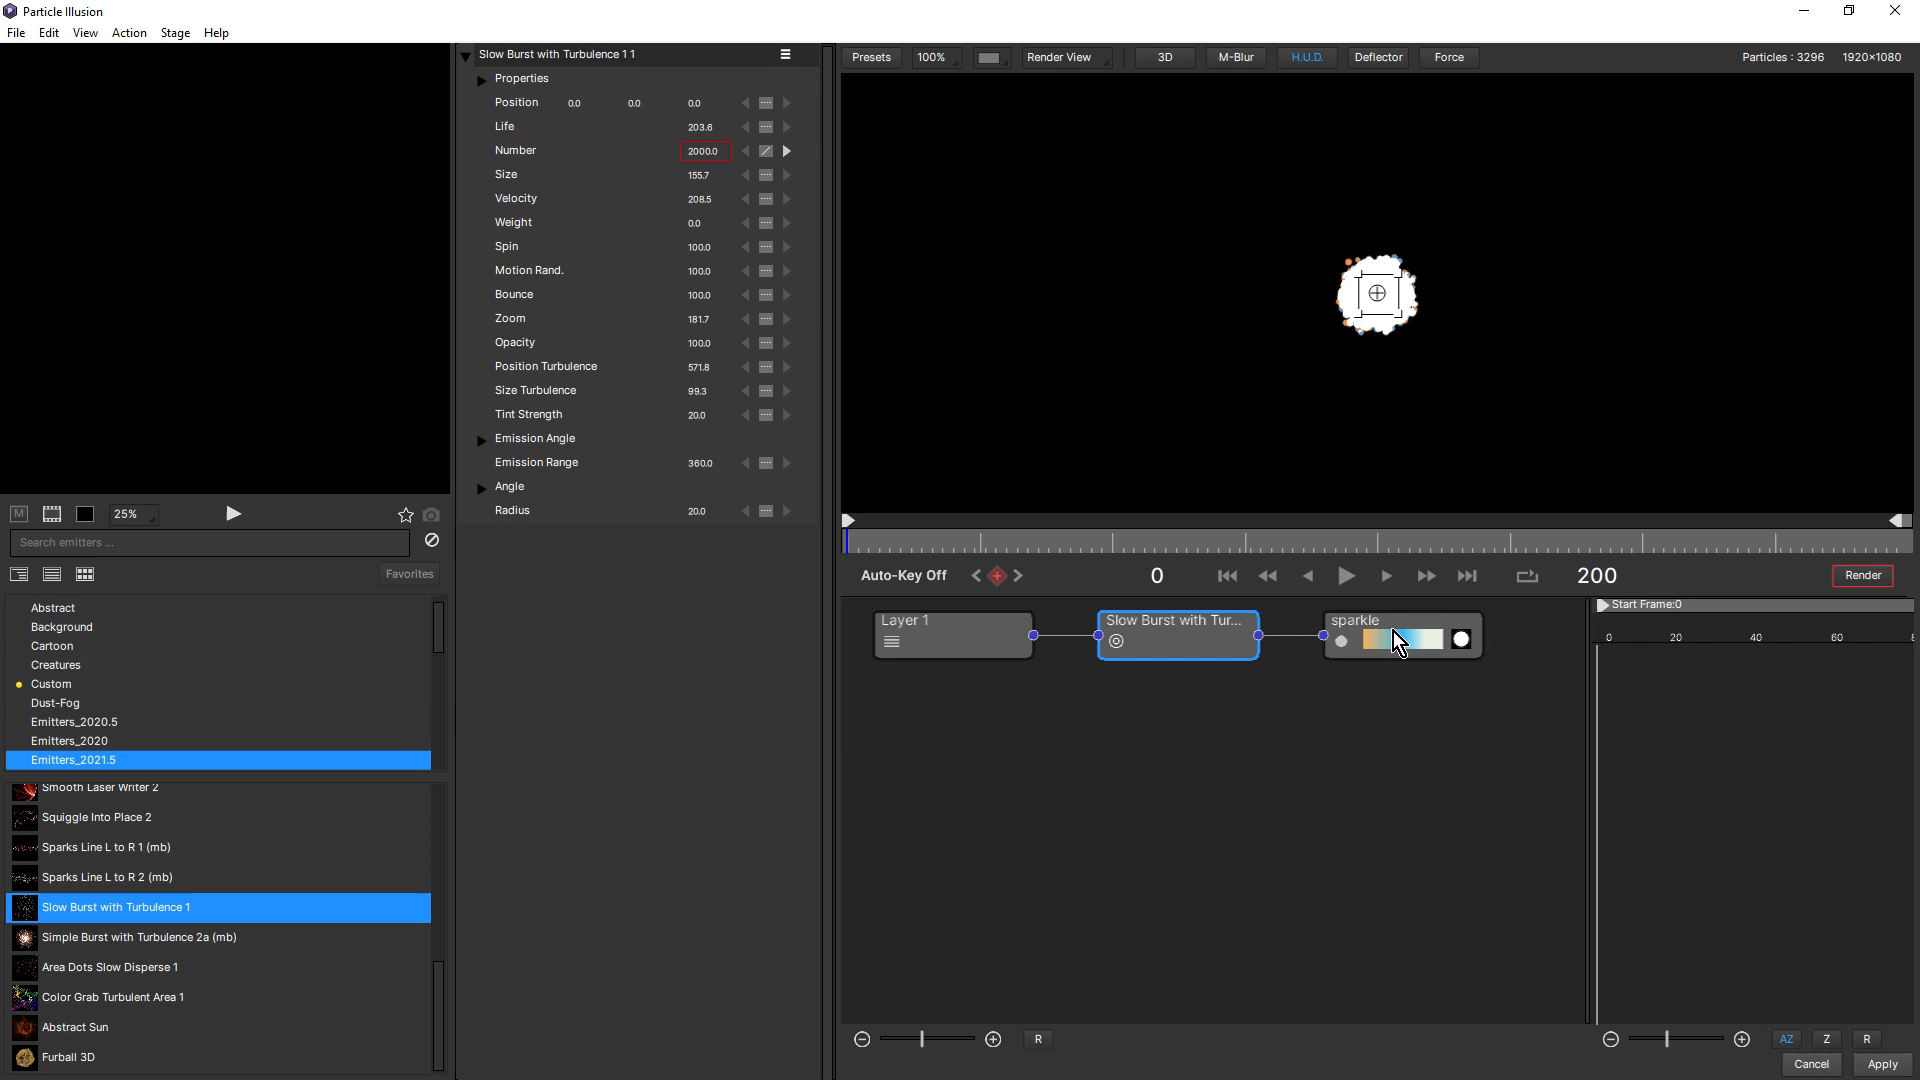 Particle Illusion
File Edit View Action Stage Help
Slow Burst with Turbulence 1 1
Properties
Position 0.0 0.0 0.0
Life 203.6
Number 2000.0
Size 155.7
Velocity 208.5
Weight 0.0
Spin 100.0
Motion Rand. 100.0
Bounce 100.0
Zoom 181.7
Opacity 100.0
Position Turbulence 571.8
Size Turbulence 99.3
Tint Strength 20.0
Emission Angle
Emission Range 360.0
Angle
Radius 20.0
Presets 100% Render View 3D M-Blur H.U.D. Deflector Force Particles : 3296 1920×1080
M 25%
Search emitters ...
Favorites
Abstract
Background
Cartoon
Creatures
Custom
Dust-Fog
Emitters_2020.5
Emitters_2020
Emitters_2021.5
Smooth Laser Writer 2
Squiggle Into Place 2
Sparks Line L to R 1 (mb)
Sparks Line L to R 2 (mb)
Slow Burst with Turbulence 1
Simple Burst with Turbulence 2a (mb)
Area Dots Slow Disperse 1
Color Grab Turbulent Area 1
Abstract Sun
Furball 3D
Auto-Key Off 0 200 Render
Layer 1
Slow Burst with Tur...
sparkle
Start Frame:0
0 20 40 60
R
AZ Z R
Cancel Apply